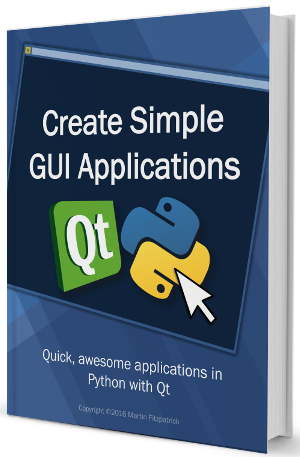 Create Simple
GUI Applications
Qt
Quick, awesome applications in
Python with Qt
Copyright ©2016 Martin Fitzpatrick